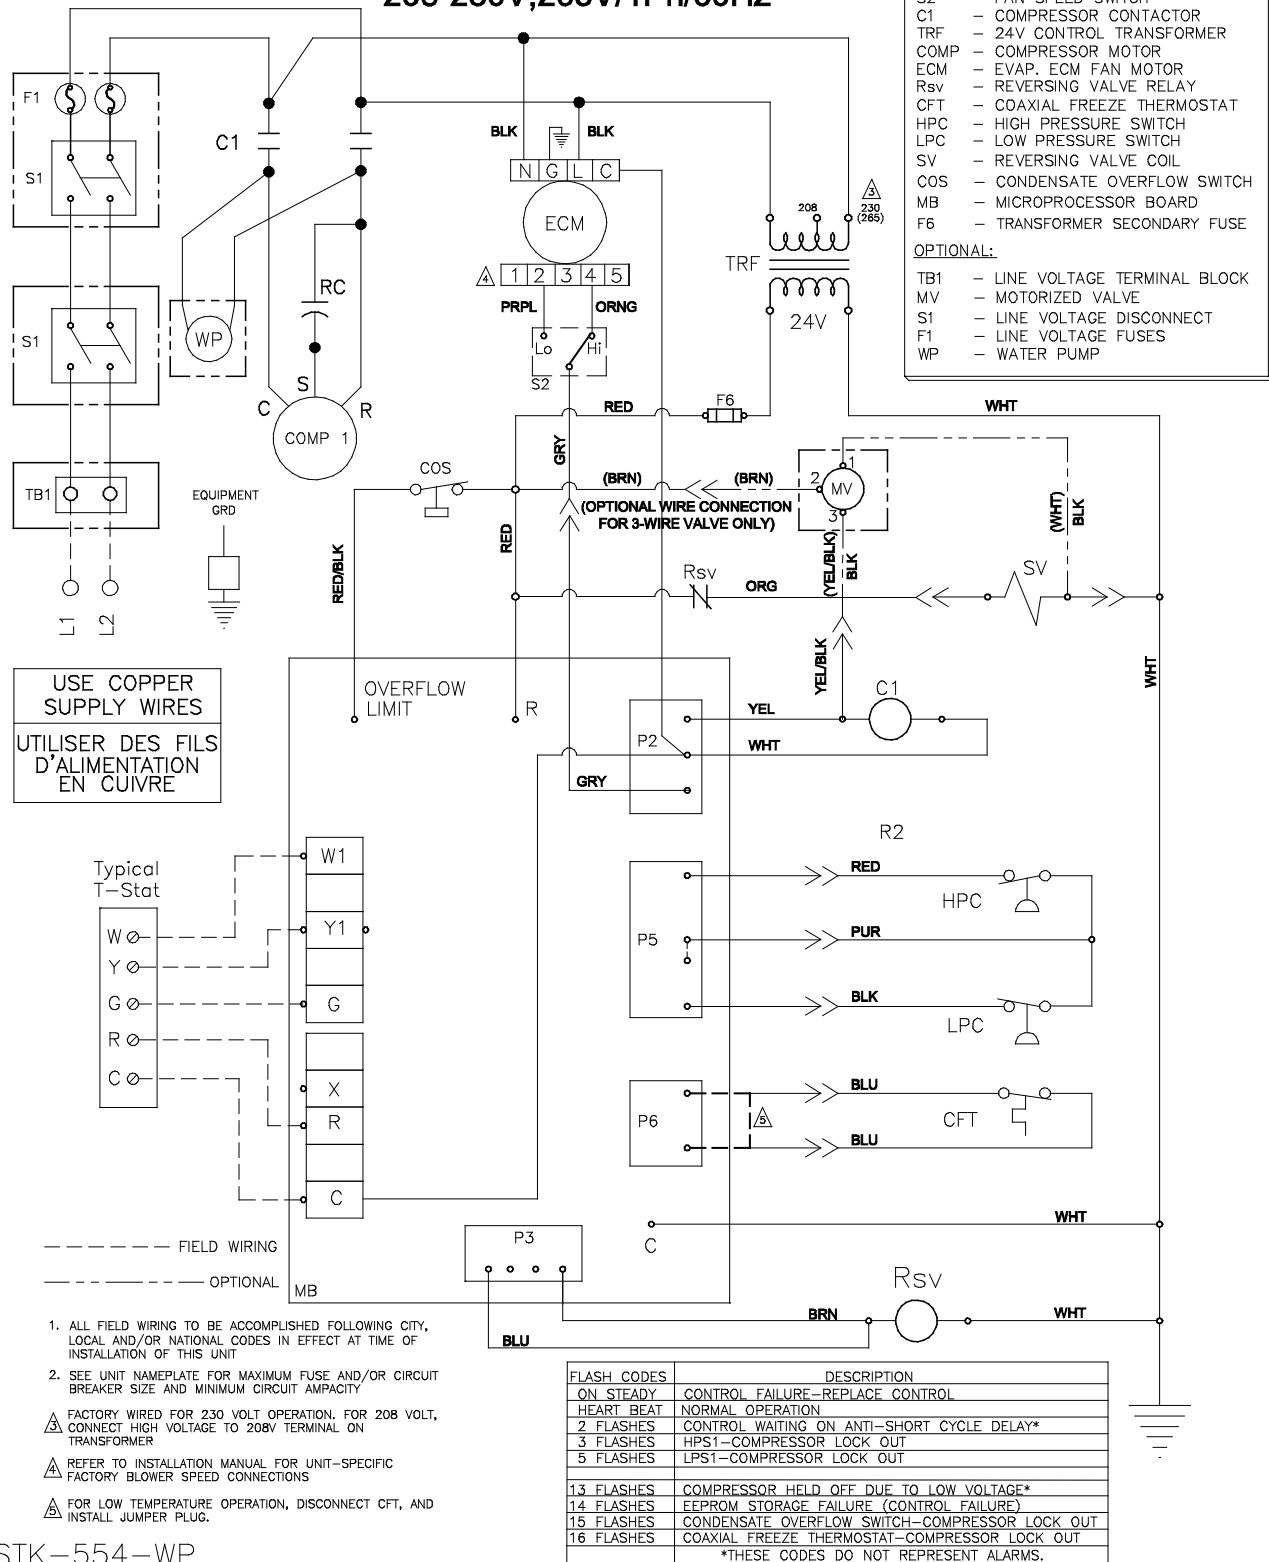 208-230V,265V/1Ph/60HZ
S2 - FAN SPEED SWITCH
C1 - COMPRESSOR CONTACTOR
TRF - 24V CONTROL TRANSFORMER
COMP - COMPRESSOR MOTOR
ECM - EVAP. ECM FAN MOTOR
Rsv - REVERSING VALVE RELAY
CFT - COAXIAL FREEZE THERMOSTAT
HPC - HIGH PRESSURE SWITCH
LPC - LOW PRESSURE SWITCH
SV - REVERSING VALVE COIL
COS - CONDENSATE OVERFLOW SWITCH
MB - MICROPROCESSOR BOARD
F6 - TRANSFORMER SECONDARY FUSE
OPTIONAL:
TB1 - LINE VOLTAGE TERMINAL BLOCK
MV - MOTORIZED VALVE
S1 - LINE VOLTAGE DISCONNECT
F1 - LINE VOLTAGE FUSES
WP - WATER PUMP
F1
S1
S1
TB1
L1
L2
C1
WP
RC
S
C
R
COMP 1
EQUIPMENT
GRD
BLK
BLK
N G L C
ECM
4
1 2 3 4 5
PRPL
ORNG
Lo
Hi
S2
3
208
230
(265)
TRF
24V
RED
F6
WHT
GRY
COS
(BRN)
(BRN)
(OPTIONAL WIRE CONNECTION
FOR 3-WIRE VALVE ONLY)
1
2
MV
3
(WHT)
BLK
RED
RED/BLK
(YEL/BLK)
BLK
Rsv
ORG
SV
YEL/BLK
WHT
USE COPPER
SUPPLY WIRES
UTILISER DES FILS
D'ALIMENTATION
EN CUIVRE
OVERFLOW
LIMIT
R
P2
YEL
C1
WHT
GRY
R2
Typical
T-Stat
W
Y
G
R
C
W1
Y1
G
X
R
C
P5
RED
HPC
PUR
BLK
LPC
P6
5
BLU
CFT
BLU
P3
C
WHT
MB
Rsv
BRN
WHT
BLU
FIELD WIRING
OPTIONAL
1. ALL FIELD WIRING TO BE ACCOMPLISHED FOLLOWING CITY,
LOCAL AND/OR NATIONAL CODES IN EFFECT AT TIME OF
INSTALLATION OF THIS UNIT
2. SEE UNIT NAMEPLATE FOR MAXIMUM FUSE AND/OR CIRCUIT
BREAKER SIZE AND MINIMUM CIRCUIT AMPACITY
3 FACTORY WIRED FOR 230 VOLT OPERATION. FOR 208 VOLT,
CONNECT HIGH VOLTAGE TO 208V TERMINAL ON
TRANSFORMER
4 REFER TO INSTALLATION MANUAL FOR UNIT-SPECIFIC
FACTORY BLOWER SPEED CONNECTIONS
5 FOR LOW TEMPERATURE OPERATION, DISCONNECT CFT, AND
INSTALL JUMPER PLUG.
FLASH CODES DESCRIPTION
ON STEADY CONTROL FAILURE-REPLACE CONTROL
HEART BEAT NORMAL OPERATION
2 FLASHES CONTROL WAITING ON ANTI-SHORT CYCLE DELAY*
3 FLASHES HPS1-COMPRESSOR LOCK OUT
5 FLASHES LPS1-COMPRESSOR LOCK OUT
13 FLASHES COMPRESSOR HELD OFF DUE TO LOW VOLTAGE*
14 FLASHES EEPROM STORAGE FAILURE (CONTROL FAILURE)
15 FLASHES CONDENSATE OVERFLOW SWITCH-COMPRESSOR LOCK OUT
16 FLASHES COAXIAL FREEZE THERMOSTAT-COMPRESSOR LOCK OUT
*THESE CODES DO NOT REPRESENT ALARMS.
STK-554-WP